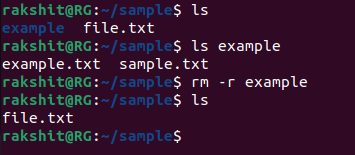 rakshit@RG:~/sample$ ls
example  file.txt
rakshit@RG:~/sample$ ls example
example.txt  sample.txt
rakshit@RG:~/sample$ rm -r example
rakshit@RG:~/sample$ ls
file.txt
rakshit@RG:~/sample$